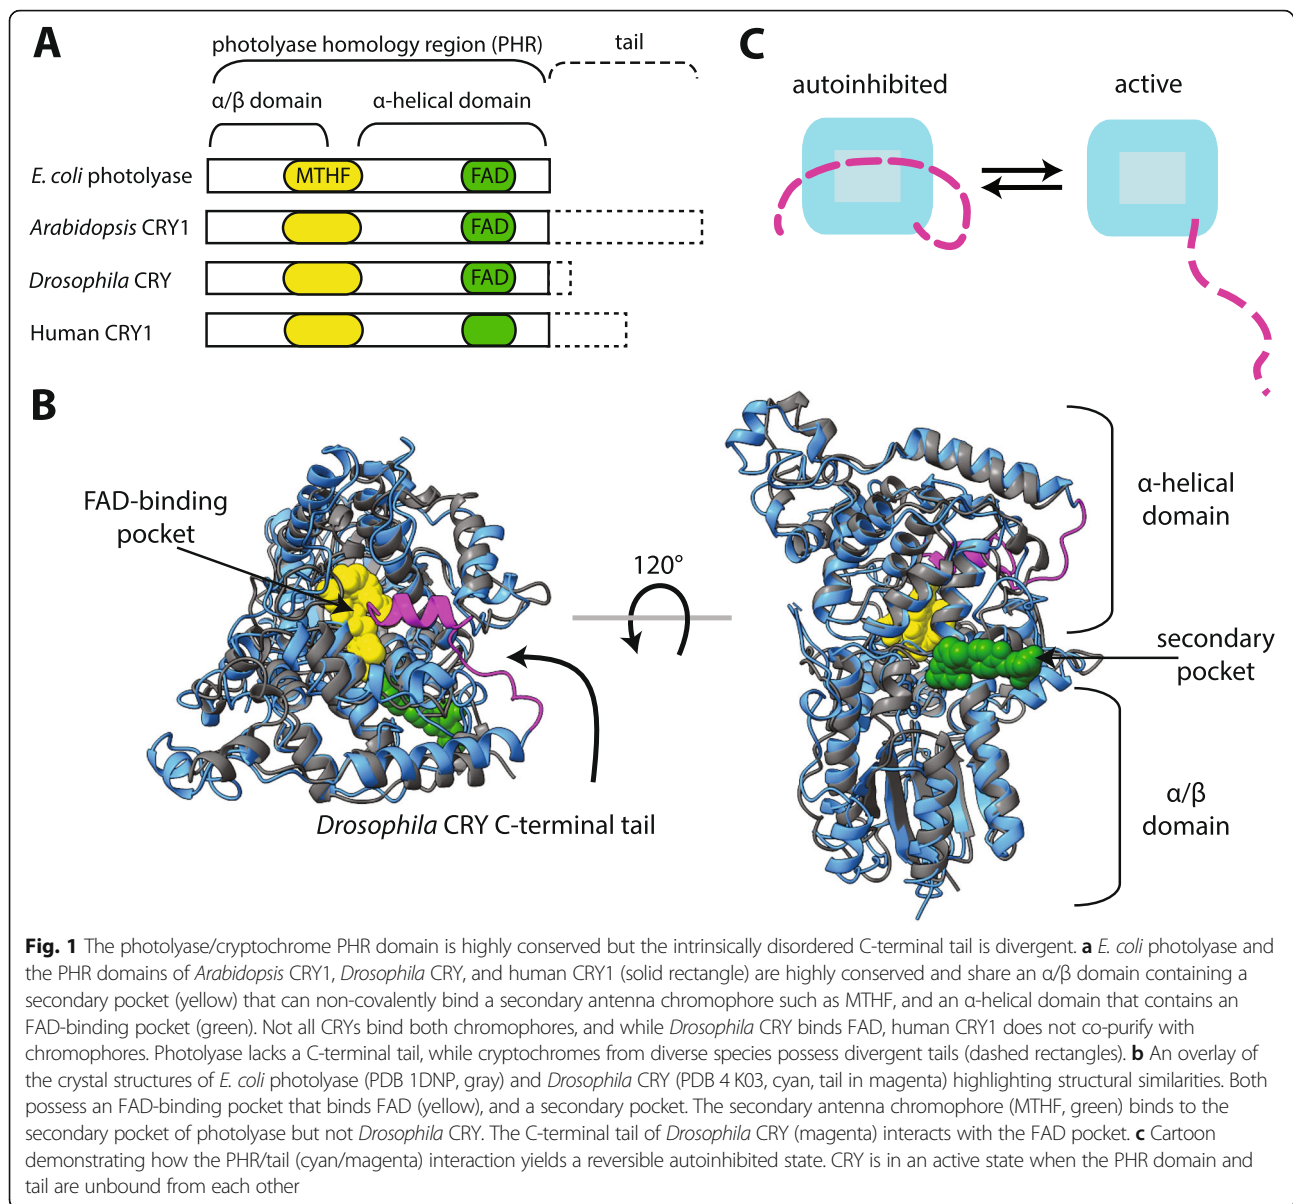 A
photolyase homology region (PHR)
tail
α/β domain
α-helical domain
E. coli photolyase
MTHF
FAD
Arabidopsis CRY1
FAD
Drosophila CRY
FAD
Human CRY1
C
autoinhibited
active
B
FAD-binding
pocket
120°
Drosophila CRY C-terminal tail
α-helical
domain
secondary
pocket
α/β
domain
Fig. 1 The photolyase/cryptochrome PHR domain is highly conserved but the intrinsically disordered C-terminal tail is divergent. a E. coli photolyase and
the PHR domains of Arabidopsis CRY1, Drosophila CRY, and human CRY1 (solid rectangle) are highly conserved and share an α/β domain containing a
secondary pocket (yellow) that can non-covalently bind a secondary antenna chromophore such as MTHF, and an α-helical domain that contains an
FAD-binding pocket (green). Not all CRYs bind both chromophores, and while Drosophila CRY binds FAD, human CRY1 does not co-purify with
chromophores. Photolyase lacks a C-terminal tail, while cryptochromes from diverse species possess divergent tails (dashed rectangles). b An overlay of
the crystal structures of E. coli photolyase (PDB 1DNP, gray) and Drosophila CRY (PDB 4 K03, cyan, tail in magenta) highlighting structural similarities. Both
possess an FAD-binding pocket that binds FAD (yellow), and a secondary pocket. The secondary antenna chromophore (MTHF, green) binds to the
secondary pocket of photolyase but not Drosophila CRY. The C-terminal tail of Drosophila CRY (magenta) interacts with the FAD pocket. c Cartoon
demonstrating how the PHR/tail (cyan/magenta) interaction yields a reversible autoinhibited state. CRY is in an active state when the PHR domain and
tail are unbound from each other